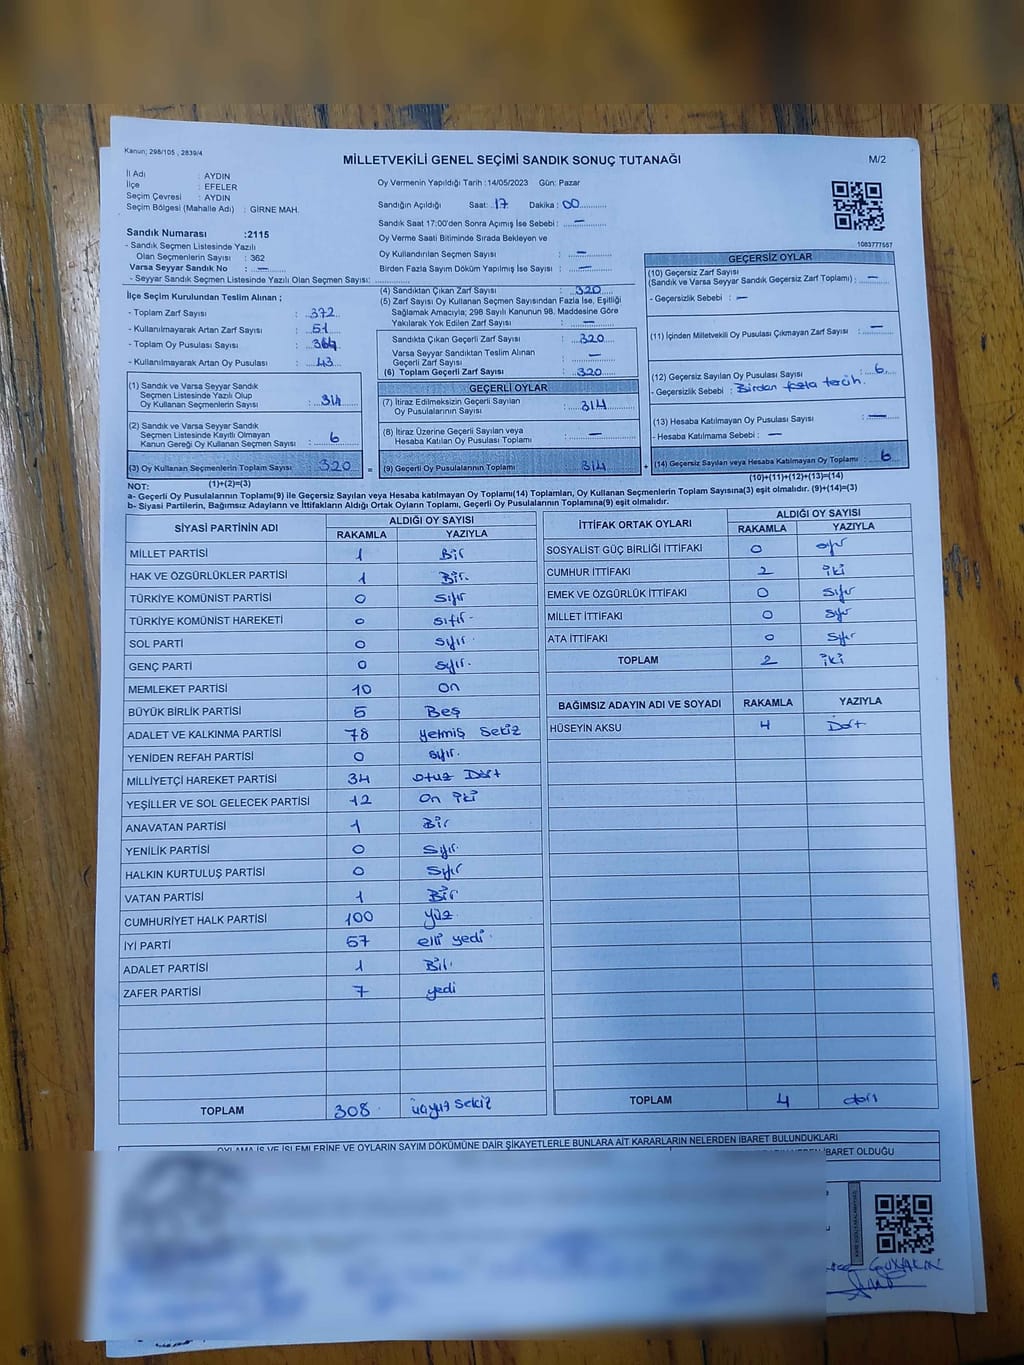 Kanun; 298/105 , 2839/4
MİLLETVEKİLİ GENEL SEÇİMİ SANDIK SONUÇ TUTANAĞI
M/2
İl Adı : AYDIN
İlçe : EFELER
Seçim Çevresi : AYDIN
Seçim Bölgesi (Mahalle Adı) : GİRNE MAH.
Sandık Numarası :2115
- Sandık Seçmen Listesinde Yazılı
Olan Seçmenlerin Sayısı : 362
Varsa Seyyar Sandık No : —
- Seyyar Sandık Seçmen Listesinde Yazılı Olan Seçmen Sayısı:
Oy Vermenin Yapıldığı Tarih :14/05/2023 Gün: Pazar
Sandığın Açıldığı Saat: 17 Dakika : 00
Sandık Saat 17:00'den Sonra Açımış İse Sebebi : —
Oy Verme Saati Bitiminde Sırada Bekleyen ve
Oy Kullandırılan Seçmen Sayısı : —
Birden Fazla Sayım Döküm Yapılmış İse Sayısı : —
1083777557
İlçe Seçim Kurulundan Teslim Alınan ;
- Toplam Zarf Sayısı : 372
- Kullanılmayarak Artan Zarf Sayısı : 51
- Toplam Oy Pusulası Sayısı : 364
- Kullanılmayarak Artan Oy Pusulası : 43
(1) Sandık ve Varsa Seyyar Sandık
Seçmen Listesinde Yazılı Olup
Oy Kullanan Seçmenlerin Sayısı : 314
(2) Sandık ve Varsa Seyyar Sandık
Seçmen Listesinde Kayıtlı Olmayan
Kanun Gereği Oy Kullanan Seçmen Sayısı : 6
(3) Oy Kullanan Seçmenlerin Toplam Sayısı : 320
(1)+(2)=(3)
(4) Sandıktan Çıkan Zarf Sayısı : 320
(5) Zarf Sayısı Oy Kullanan Seçmen Sayısından Fazla İse, Eşitliği
Sağlamak Amacıyla; 298 Sayılı Kanunun 98. Maddesine Göre
Yakılarak Yok Edilen Zarf Sayısı : —
Sandıkta Çıkan Geçerli Zarf Sayısı : 320
Varsa Seyyar Sandıktan Teslim Alınan
Geçerli Zarf Sayısı : —
(6) Toplam Geçerli Zarf Sayısı : 320
GEÇERLİ OYLAR
(7) İtiraz Edilmeksizin Geçerli Sayılan
Oy Pusulalarının Sayısı : 314
(8) İtiraz Üzerine Geçerli Sayılan veya
Hesaba Katılan Oy Pusulası Toplamı : —
= (9) Geçerli Oy Pusulalarının Toplamı : 314
GEÇERSİZ OYLAR
(10) Geçersiz Zarf Sayısı
(Sandık ve Varsa Seyyar Sandık Geçersiz Zarf Toplamı) : —
- Geçersizlik Sebebi : —
(11) İçinden Milletvekili Oy Pusulası Çıkmayan Zarf Sayısı : —
(12) Geçersiz Sayılan Oy Pusulası Sayısı : 6
- Geçersizlik Sebebi : Birden fazla tercih.
(13) Hesaba Katılmayan Oy Pusulası Sayısı : —
- Hesaba Katılmama Sebebi : —
+ (14) Geçersiz Sayılan veya Hesaba Katılmayan Oy Toplamı : 6
(10)+(11)+(12)+(13)=(14)
NOT:
a- Geçerli Oy Pusulalarının Toplamı(9) ile Geçersiz Sayılan veya Hesaba katılmayan Oy Toplamı(14) Toplamları, Oy Kullanan Seçmenlerin Toplam Sayısına(3) eşit olmalıdır. (9)+(14)=(3)
b- Siyasi Partilerin, Bağımsız Adayların ve İttifakların Aldığı Ortak Oyların Toplamı, Geçerli Oy Pusulalarının Toplamına(9) eşit olmalıdır.
SİYASİ PARTİNİN ADI ALDIĞI OY SAYISI
RAKAMLA YAZIYLA
MİLLET PARTİSİ 1 Bir
HAK VE ÖZGÜRLÜKLER PARTİSİ 1 Bir.
TÜRKİYE KOMÜNİST PARTİSİ 0 sıfır
TÜRKİYE KOMÜNİST HAREKETİ 0 sıfır
SOL PARTİ 0 sıfır
GENÇ PARTİ 0 sıfır.
MEMLEKET PARTİSİ 10 On
BÜYÜK BİRLİK PARTİSİ 5 Beş
ADALET VE KALKINMA PARTİSİ 78 yetmiş Sekiz
YENİDEN REFAH PARTİSİ 0 sıfır.
MİLLİYETÇİ HAREKET PARTİSİ 34 otuz Dört
YEŞİLLER VE SOL GELECEK PARTİSİ 12 On iki
ANAVATAN PARTİSİ 1 Bir
YENİLİK PARTİSİ 0 Sıfır.
HALKIN KURTULUŞ PARTİSİ 0 Sıfır
VATAN PARTİSİ 1 Bir
CUMHURİYET HALK PARTİSİ 100 yüz
İYİ PARTİ 57 elli yedi
ADALET PARTİSİ 1 Bir.
ZAFER PARTİSİ 7 yedi
TOPLAM 308 üçyüz sekiz
İTTİFAK ORTAK OYLARI ALDIĞI OY SAYISI
RAKAMLA YAZIYLA
SOSYALİST GÜÇ BİRLİĞİ İTTİFAKI 0 sıfır
CUMHUR İTTİFAKI 2 iki
EMEK VE ÖZGÜRLÜK İTTİFAKI 0 sıfır
MİLLET İTTİFAKI 0 sıfır
ATA İTTİFAKI 0 sıfır
TOPLAM 2 iki
BAĞIMSIZ ADAYIN ADI VE SOYADI RAKAMLA YAZIYLA
HÜSEYİN AKSU 4 Dört
TOPLAM 4 dört
OYLAMA İŞ VE İŞLEMLERİNE VE OYLARIN SAYIM DÖKÜMÜNE DAİR ŞİKAYETLERLE BUNLARA AİT KARARLARIN NELERDEN İBARET BULUNDUKLARI
İBARET OLDUĞU